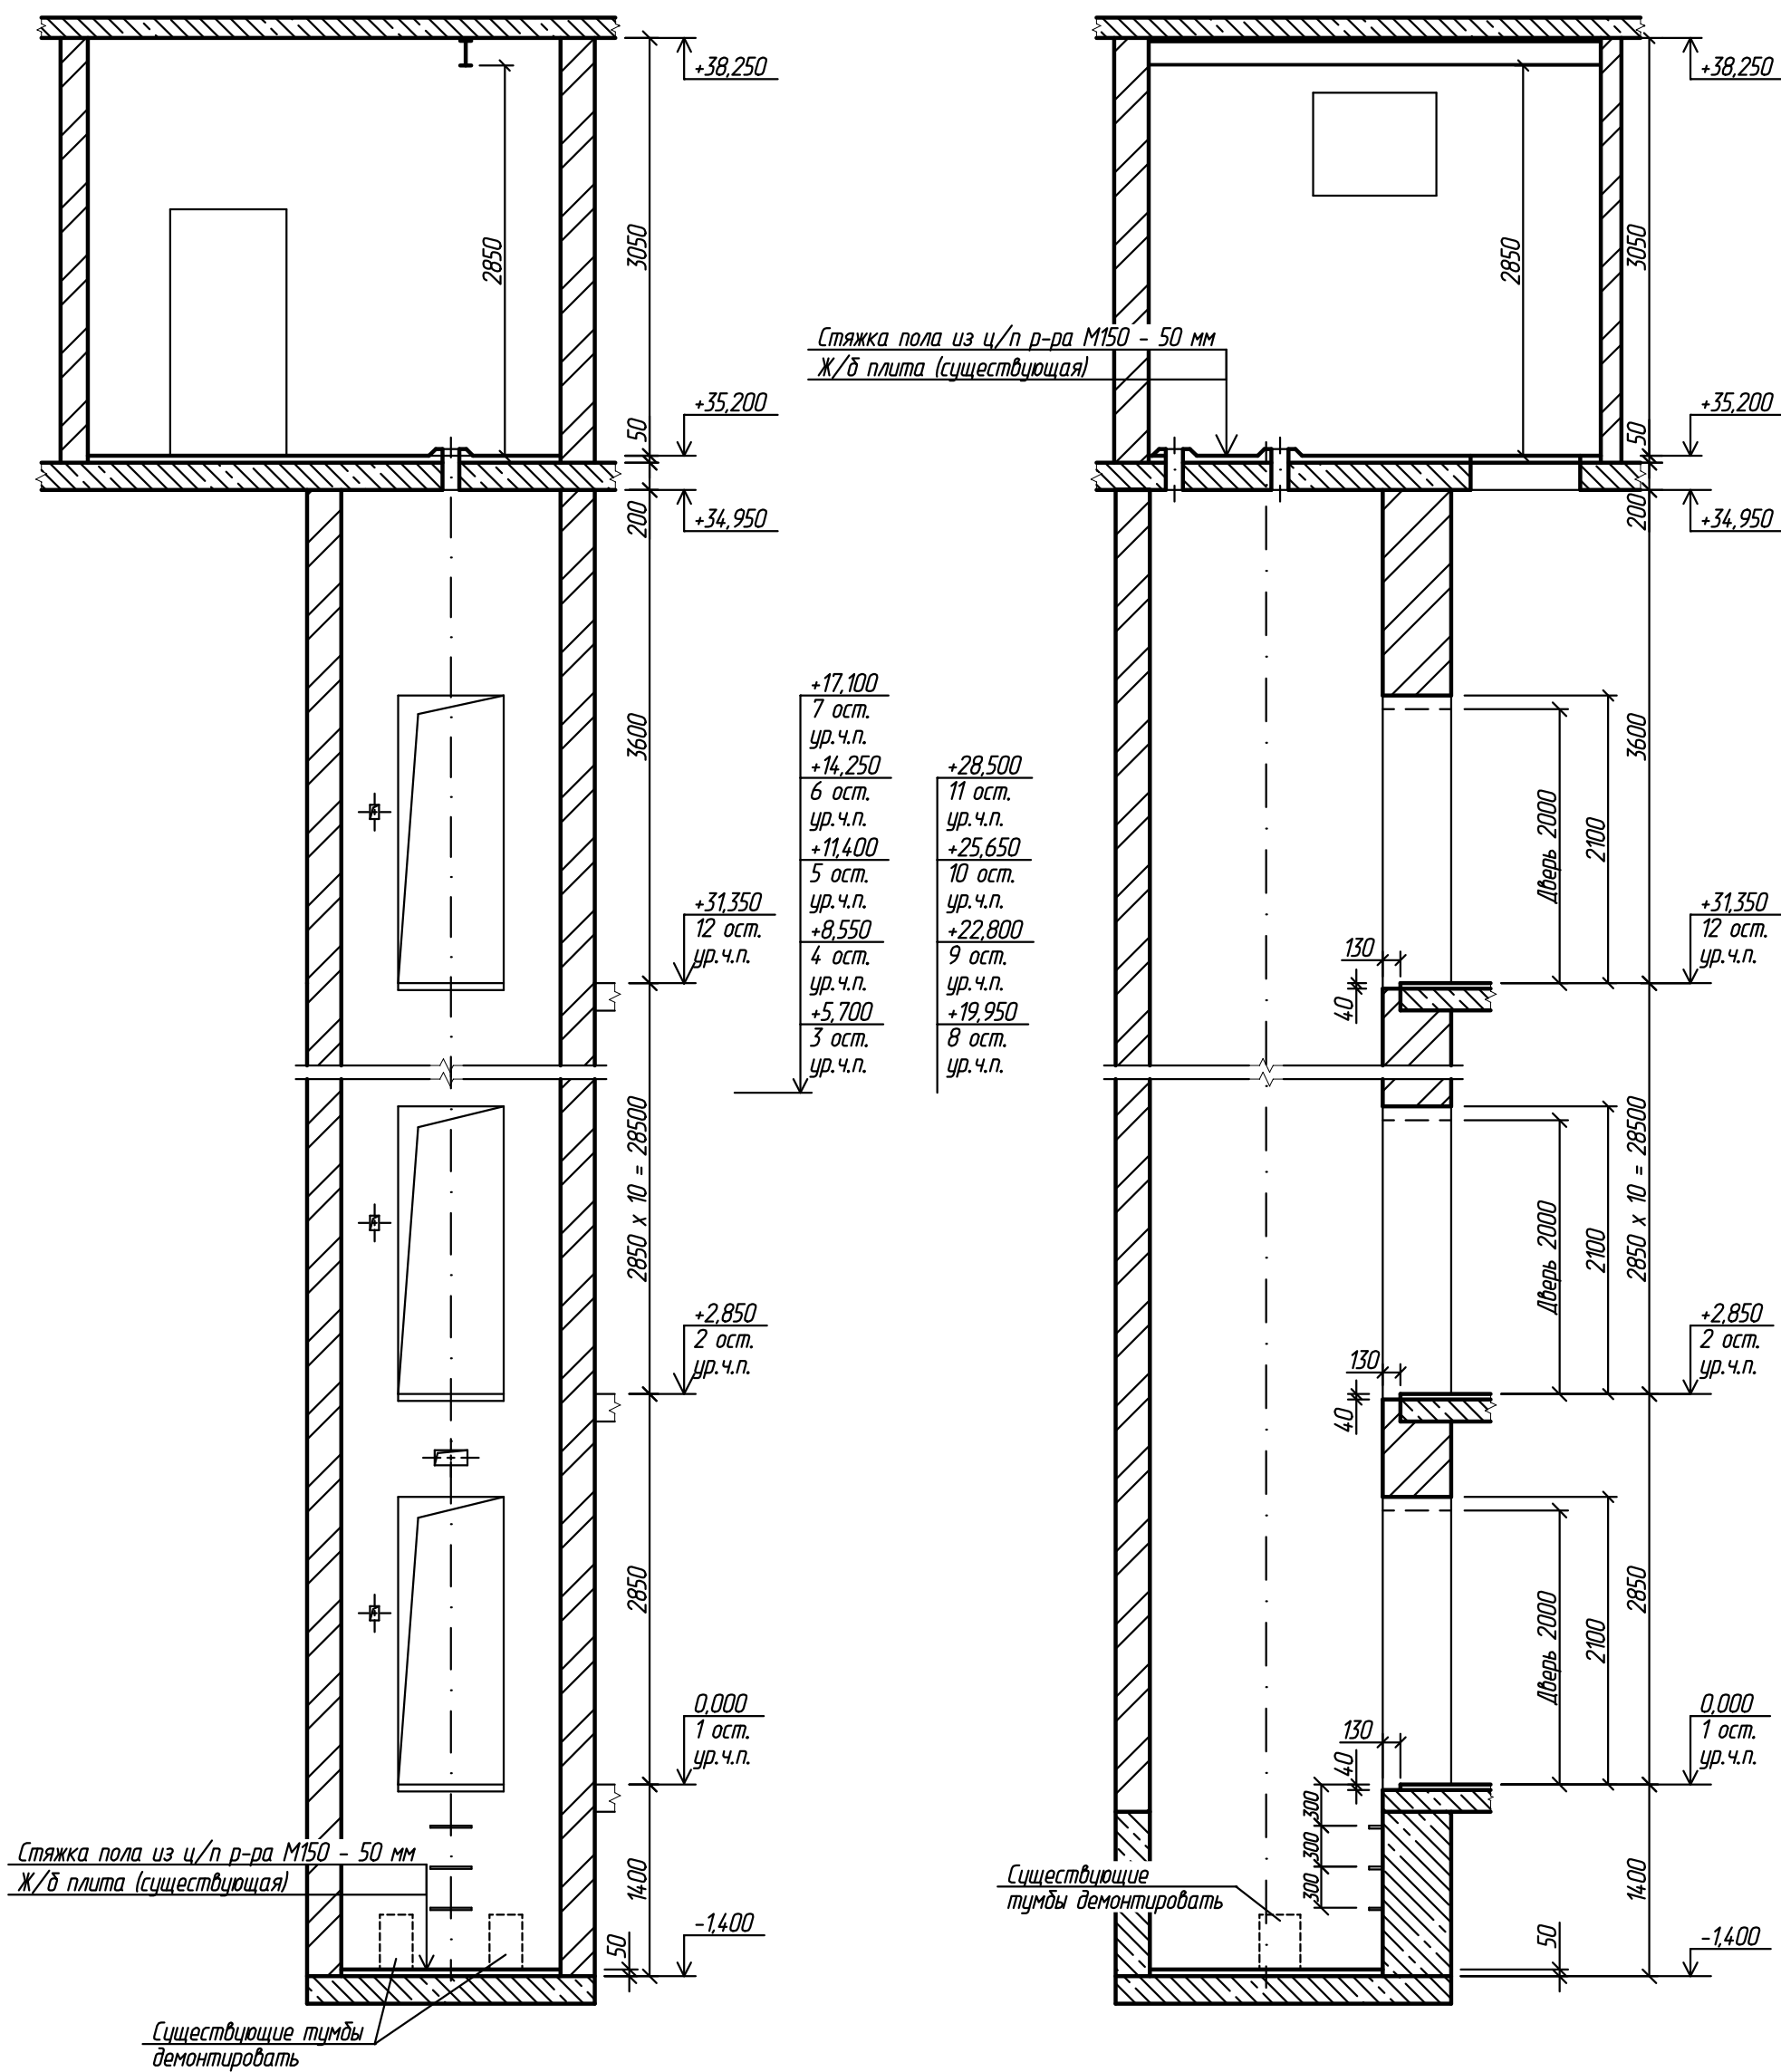 +38,250
2850
3050
+35,200
50
200
+34,950
3600
+31,350
12 ост.
ур.ч.п.
2850 x 10 = 28500
+2,850
2 ост.
ур.ч.п.
2850
0,000
1 ост.
ур.ч.п.
Стяжка пола из ц/п р-ра М150 - 50 мм
Ж/б плита (существующая)
1400
50
-1,400
Существующие тумбы
демонтировать
+17,100
7 ост.
ур.ч.п.
+14,250
6 ост.
ур.ч.п.
+11,400
5 ост.
ур.ч.п.
+8,550
4 ост.
ур.ч.п.
+5,700
3 ост.
ур.ч.п.
+28,500
11 ост.
ур.ч.п.
+25,650
10 ост.
ур.ч.п.
+22,800
9 ост.
ур.ч.п.
+19,950
8 ост.
ур.ч.п.
+38,250
2850
3050
Стяжка пола из ц/п р-ра М150 - 50 мм
Ж/б плита (существующая)
+35,200
50
200
+34,950
3600
Дверь 2000
2100
130
40
+31,350
12 ост.
ур.ч.п.
2850 x 10 = 28500
Дверь 2000
2100
130
40
+2,850
2 ост.
ур.ч.п.
2850
Дверь 2000
2100
130
40
0,000
1 ост.
ур.ч.п.
300
300
300
Существующие
тумбы демонтировать
1400
50
-1,400